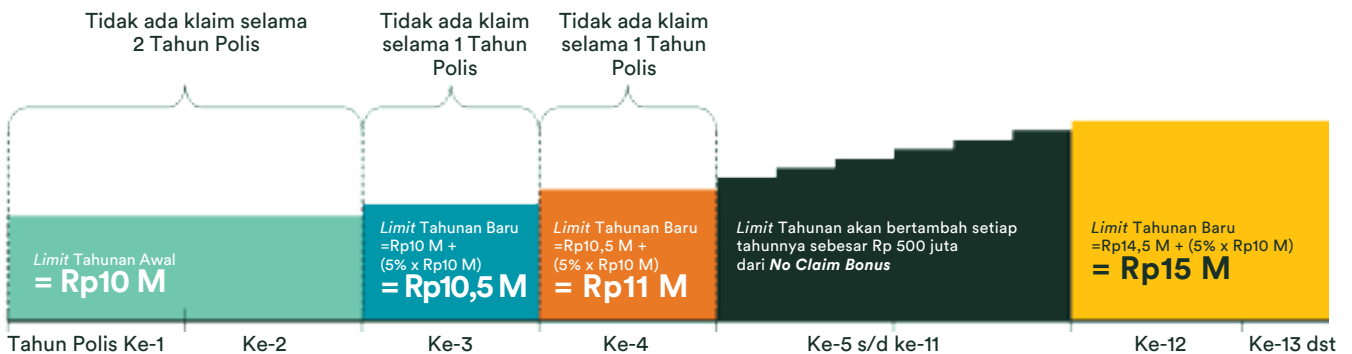 Tidak ada klaim selama
2 Tahun Polis
Tidak ada klaim
selama 1 Tahun
Polis
Tidak ada klaim
selama 1 Tahun
Polis
Limit Tahunan Awal
= Rp10 M
Limit Tahunan Baru
=Rp10 M +
(5% x Rp10 M)
= Rp10,5 M
Limit Tahunan Baru
=Rp10,5 M +
(5% x Rp10 M)
= Rp11 M
Limit Tahunan akan bertambah setiap
tahunnya sebesar Rp 500 juta
dari No Claim Bonus
Limit Tahunan Baru
=Rp14,5 M + (5% x Rp10 M)
= Rp15 M
Tahun Polis Ke-1
Ke-2
Ke-3
Ke-4
Ke-5 s/d ke-11
Ke-12
Ke-13 dst